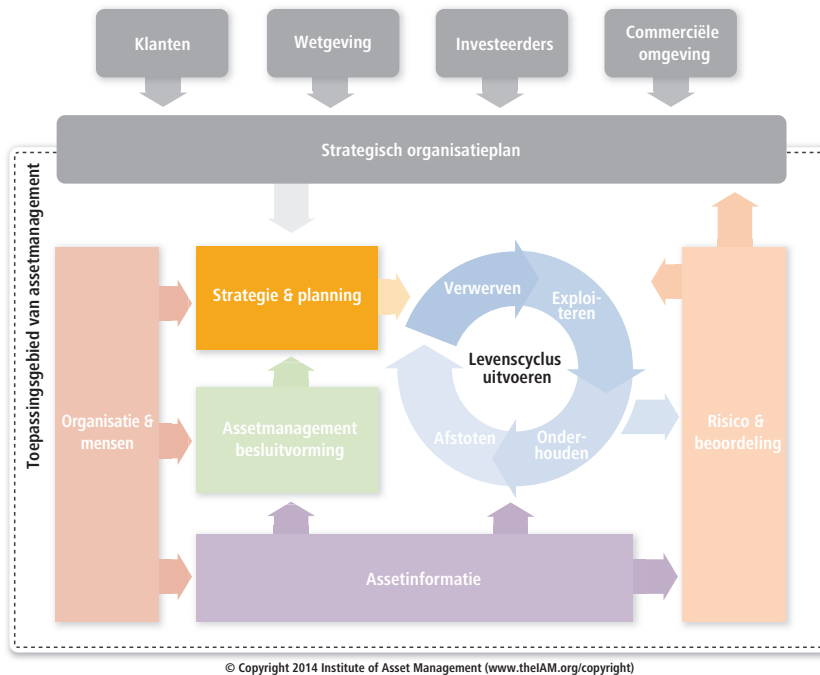 Klanten
Wetgeving
Investeerders
Commerciële
omgeving
Strategisch organisatieplan
Toepassingsgebied van assetmanagement
Strategie & planning
Verwerven
Exploi-
teren
Levenscyclus
uitvoeren
Organisatie &
mensen
Assetmanagement
besluitvorming
Afstoten
Onder-
houden
Risico &
beoordeling
Assetinformatie
© Copyright 2014 Institute of Asset Management (www.theIAM.org/copyright)